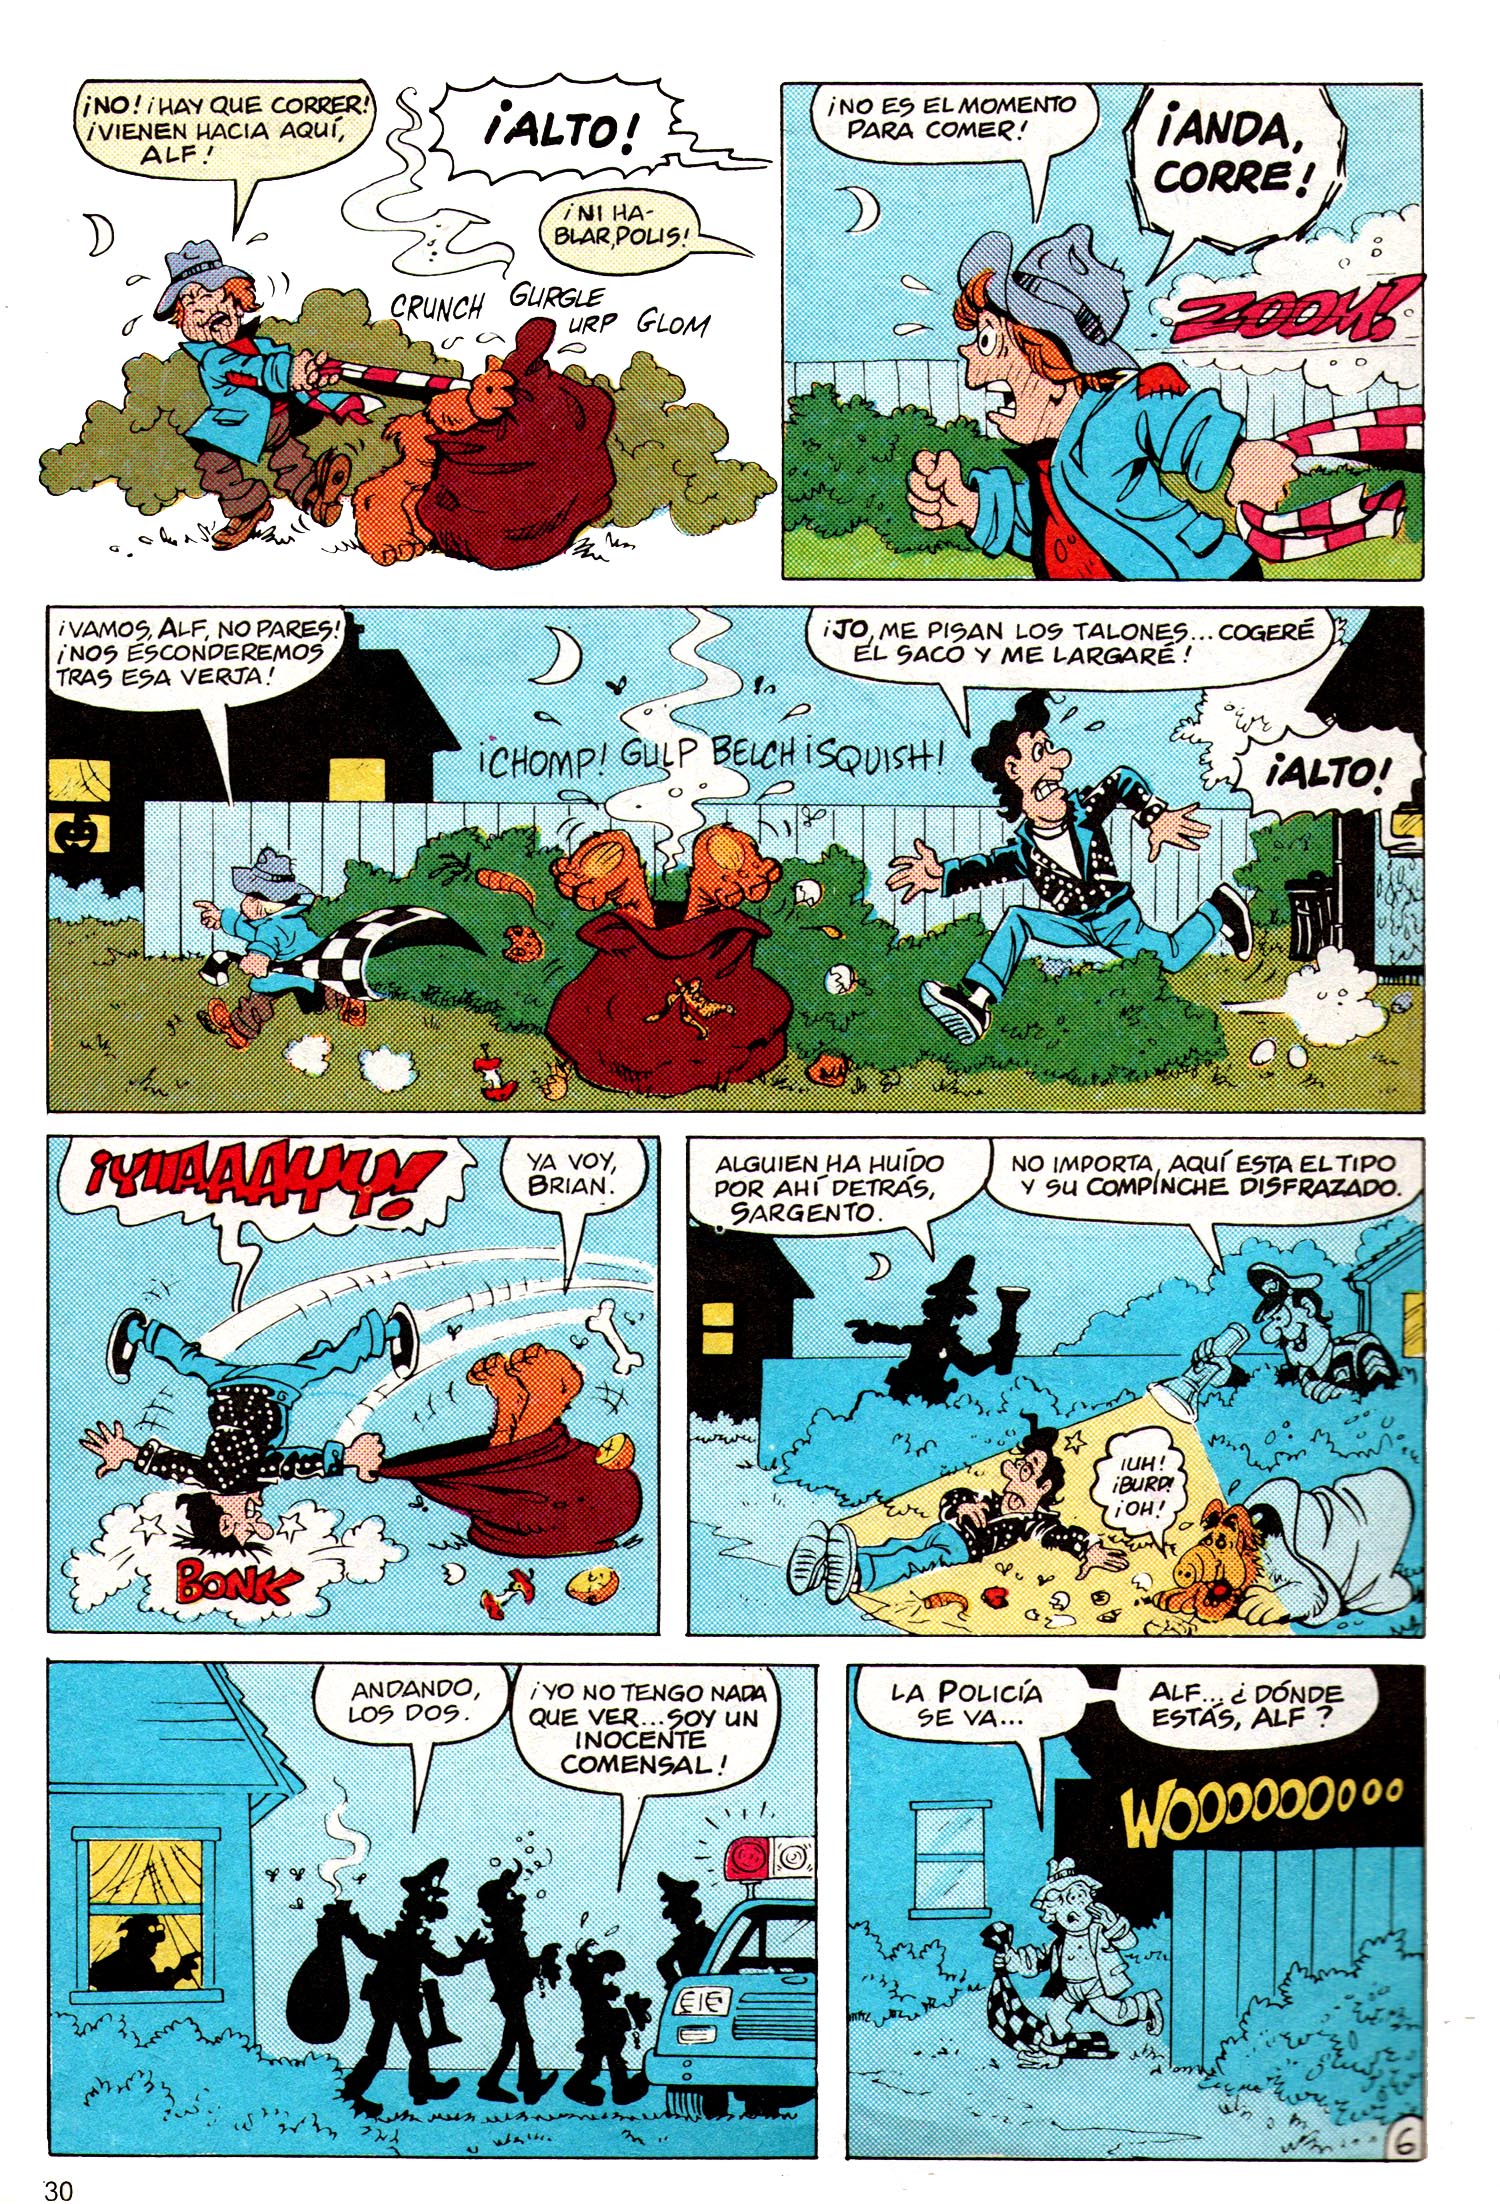 ¡NO! ¡HAY QUE CORRER!
¡VIENEN HACIA AQUÍ,
ALF!
¡ALTO!
¡NI HA-
BLAR, POLIS!
CRUNCH GURGLE
URP GLOM
¡NO ES EL MOMENTO
PARA COMER!
¡ANDA,
CORRE!
ZOOM!
¡VAMOS, ALF, NO PARES!
¡NOS ESCONDEREMOS
TRAS ESA VERJA!
¡JO, ME PISAN LOS TALONES... COGERÉ
EL SACO Y ME LARGARÉ!
¡CHOMP! GULP BELCH ¡SQUISH!
¡ALTO!
¡YIIAAAAYYY!
YA VOY,
BRIAN.
BONK
ALGUIEN HA HUÍDO
POR AHÍ DETRÁS,
SARGENTO.
NO IMPORTA, AQUÍ ESTA EL TIPO
Y SU COMPINCHE DISFRAZADO.
¡UH!
¡BURP!
¡OH!
ANDANDO,
LOS DOS.
¡YO NO TENGO NADA
QUE VER... SOY UN
INOCENTE
COMENSAL!
LA POLICÍA
SE VA...
ALF... ¿DÓNDE
ESTÁS, ALF?
WOOOOOOOOOO
6
30